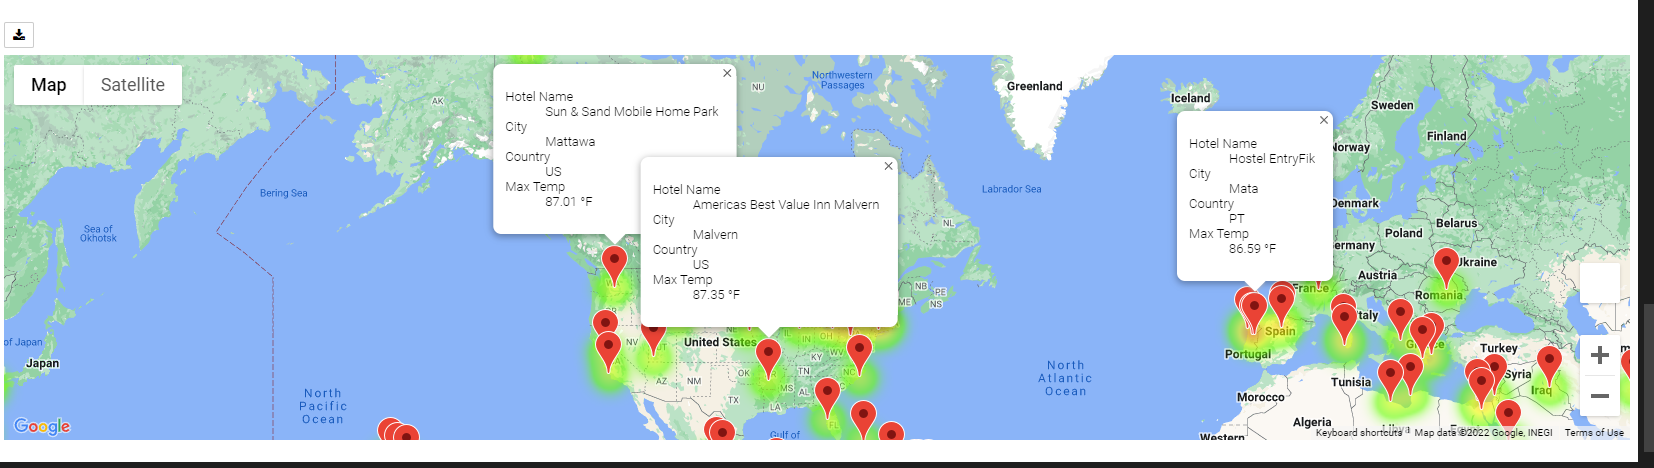 Map
Satellite
Hotel Name
Sun & Sand Mobile Home Park
City
Mattawa
Country
US
Max Temp
87.01 °F
Hotel Name
Americas Best Value Inn Malvern
City
Malvern
Country
US
Max Temp
87.35 °F
Hotel Name
Hostel EntryFik
City
Mata
Country
PT
Max Temp
86.59 °F
AK
NU
Northwestern
Passages
Greenland
Iceland
Sweden
Finland
Norway
Bering Sea
Sea of
Okhotsk
Labrador Sea
Denmark
Belarus
Poland
NL
Ukraine
Austria
France
Romania
NB
PE
NS
ME
Italy
Spain
Portugal
United States
NV
UT
OH
IN
KY
WV
NC
AZ
NM
OK
MS
AL
LA
TX
FL
Gulf of
of Japan
Japan
North
Pacific
Ocean
North
Atlantic
Ocean
Greece
Turkey
Syria
Iraq
Tunisia
Morocco
Algeria
Libya
Western
Google
Keyboard shortcuts
Map data ©2022 Google, INEGI
Terms of Use